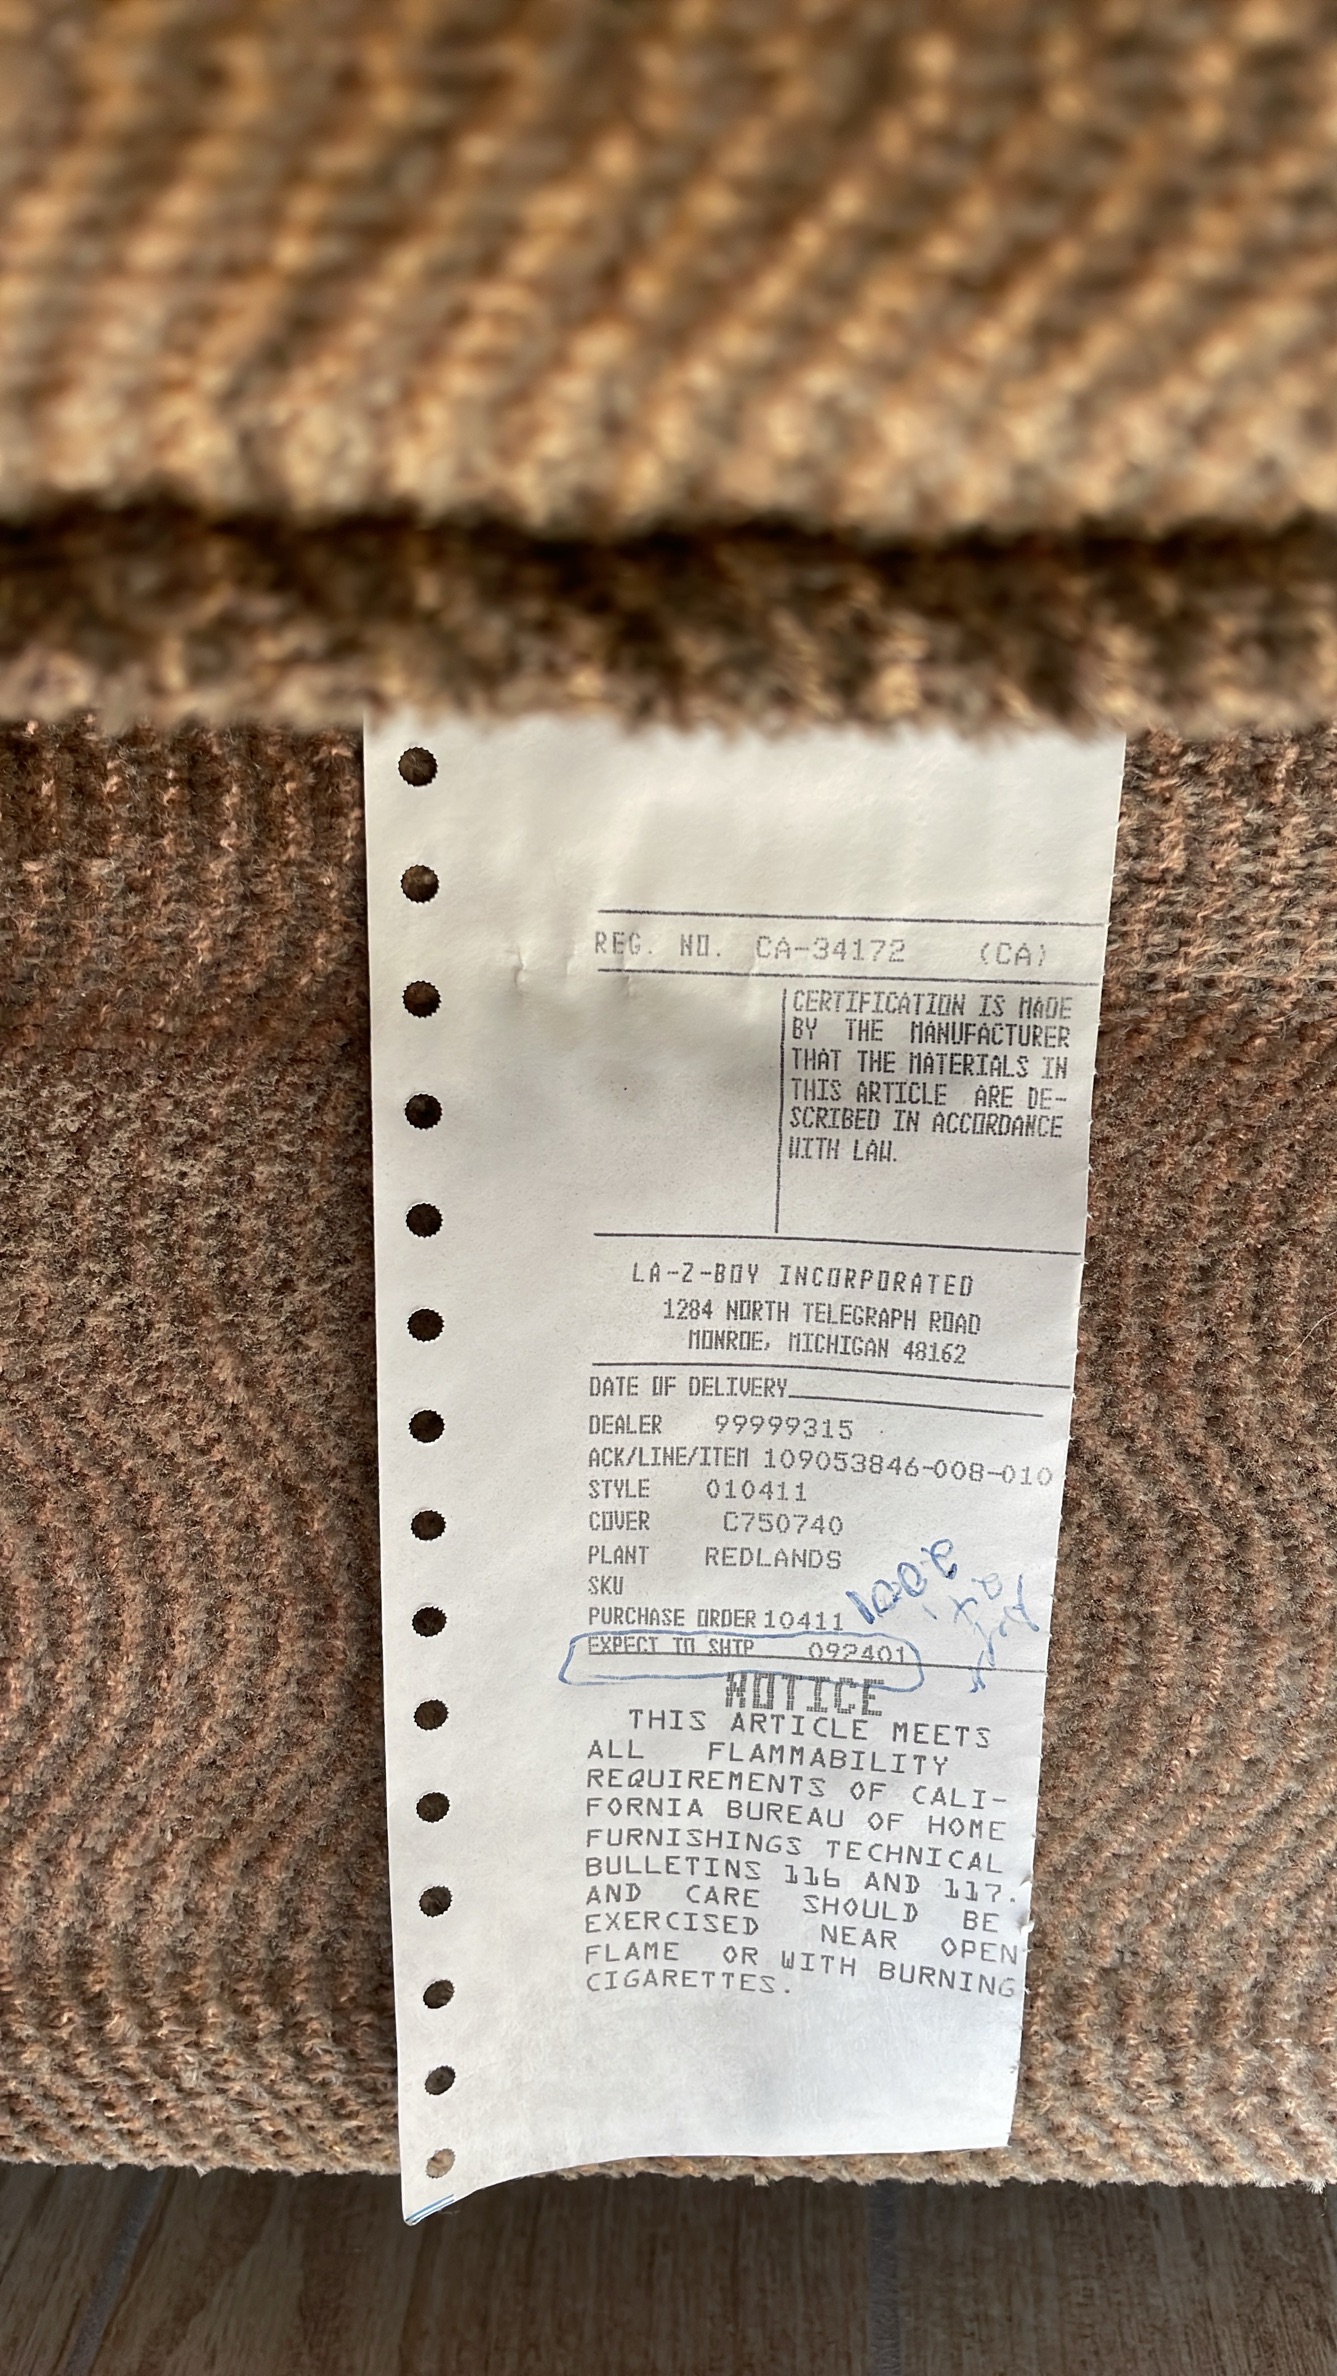 REG. NO. CA-34172 (CA)
CERTIFICATION IS MADE
BY THE MANUFACTURER
THAT THE MATERIALS IN
THIS ARTICLE ARE DE-
SCRIBED IN ACCORDANCE
WITH LAW.
LA-Z-BOY INCORPORATED
1284 NORTH TELEGRAPH ROAD
MONROE, MICHIGAN 48162
DATE OF DELIVERY
DEALER 99999315
ACK/LINE/ITEM 109053846-008-010
STYLE 010411
COVER C750740
PLANT REDLANDS
SKU
PURCHASE ORDER 10411
EXPECT TO SHIP 092401
NOTICE
THIS ARTICLE MEETS
ALL FLAMMABILITY
REQUIREMENTS OF CALI-
FORNIA BUREAU OF HOME
FURNISHINGS TECHNICAL
BULLETINS 116 AND 117.
AND CARE SHOULD BE
EXERCISED NEAR OPEN
FLAME OR WITH BURNING
CIGARETTES.